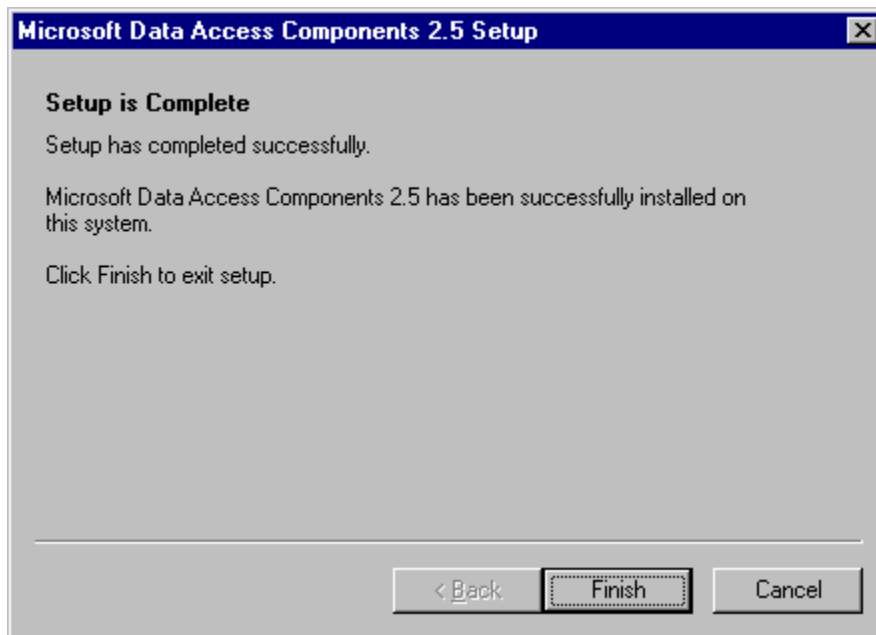 Microsoft Data Access Components 2.5 Setup
Setup is Complete
Setup has completed successfully.
Microsoft Data Access Components 2.5 has been successfully installed on
this system.
Click Finish to exit setup.
< Back
Finish
Cancel